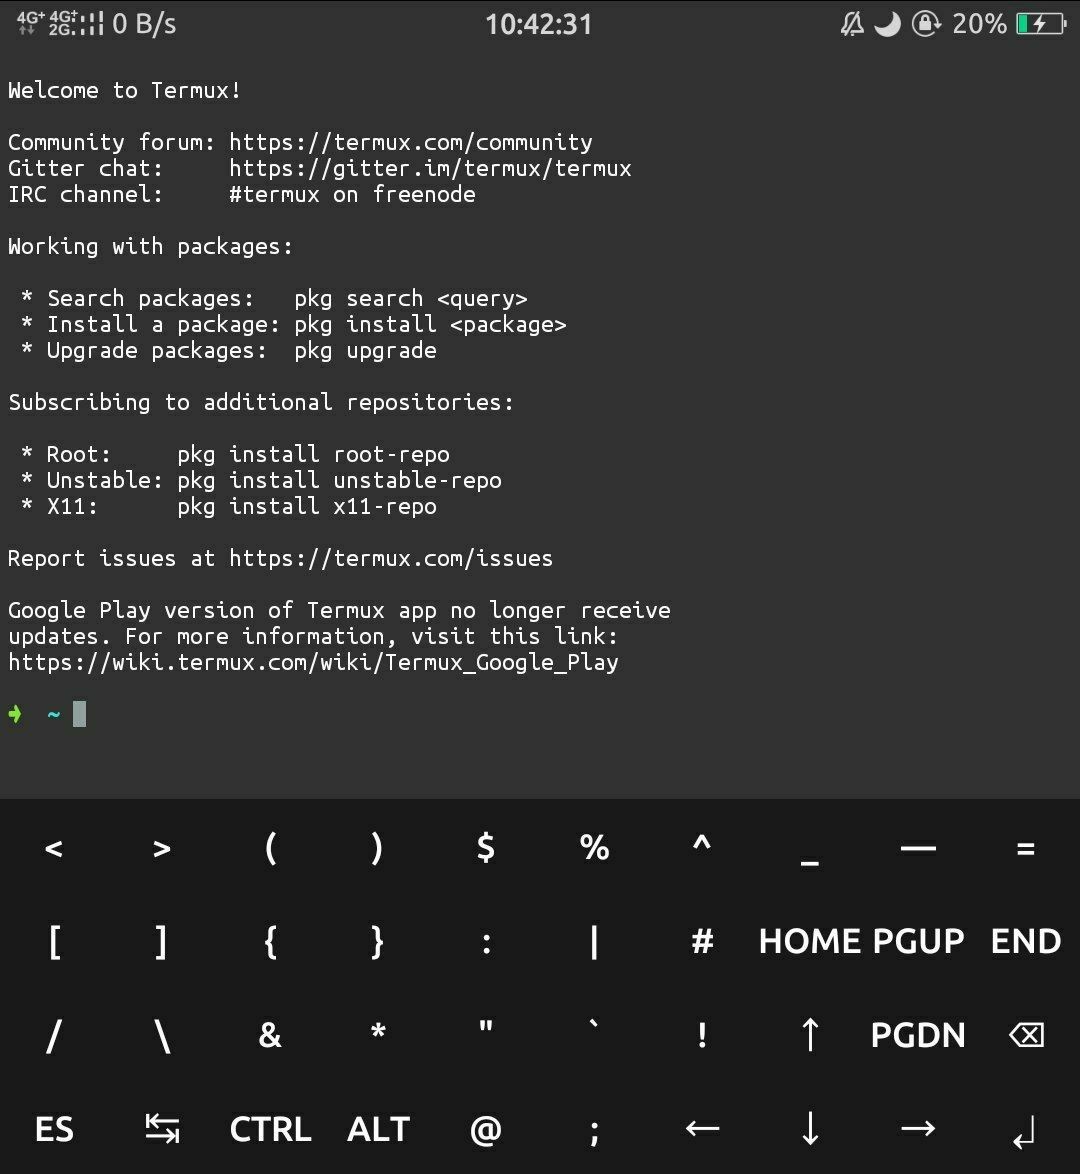 4G+ 4G+ 2G 0 B/s 10:42:31 20%
Welcome to Termux!
Community forum: https://termux.com/community
Gitter chat:     https://gitter.im/termux/termux
IRC channel:     #termux on freenode
Working with packages:
 * Search packages:   pkg search <query>
 * Install a package: pkg install <package>
 * Upgrade packages:  pkg upgrade
Subscribing to additional repositories:
 * Root:     pkg install root-repo
 * Unstable: pkg install unstable-repo
 * X11:      pkg install x11-repo
Report issues at https://termux.com/issues
Google Play version of Termux app no longer receive
updates. For more information, visit this link:
https://wiki.termux.com/wiki/Termux_Google_Play
➜  ~
< > ( ) $ % ^ _ — =
[ ] { } : | # HOME PGUP END
/ \ & * " ` ! ↑ PGDN ⌫
ES ↹ CTRL ALT @ ; ← ↓ → ↲